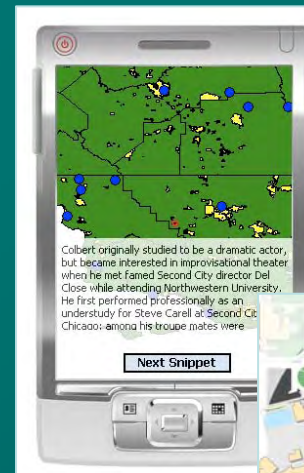 Colbert originally studied to be a dramatic actor,
but became interested in improvisational theater
when he met famed Second City director Del
Close while attending Northwestern University.
He first performed professionally as an
understudy for Steve Carell at Second Cit
Chicago; among his troupe mates were
Next Snippet